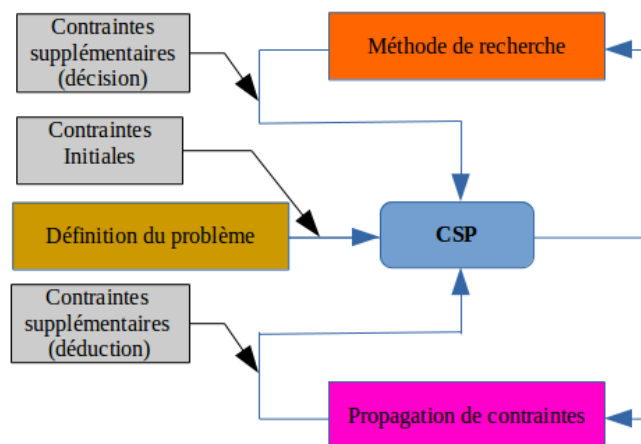 Contraintes
supplémentaires
(décision)
Méthode de recherche
Contraintes
Initiales
Définition du problème
CSP
Contraintes
supplémentaires
(déduction)
Propagation de contraintes